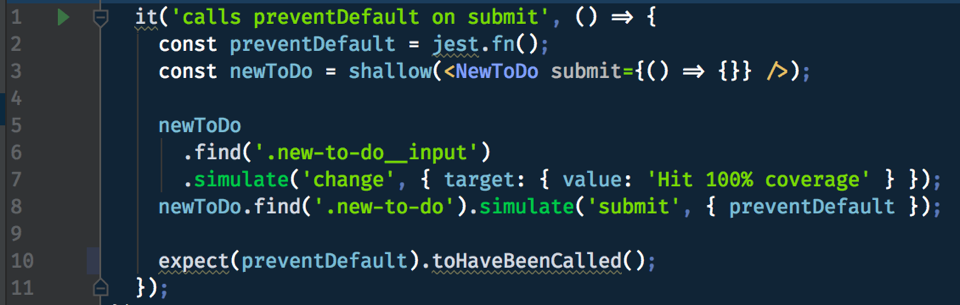 1 it('calls preventDefault on submit', () => {
2 const preventDefault = jest.fn();
3 const newToDo = shallow(<NewToDo submit={() => {}} />);
4
5 newToDo
6 .find('.new-to-do__input')
7 .simulate('change', { target: { value: 'Hit 100% coverage' } });
8 newToDo.find('.new-to-do').simulate('submit', { preventDefault });
9
10 expect(preventDefault).toHaveBeenCalled();
11 });